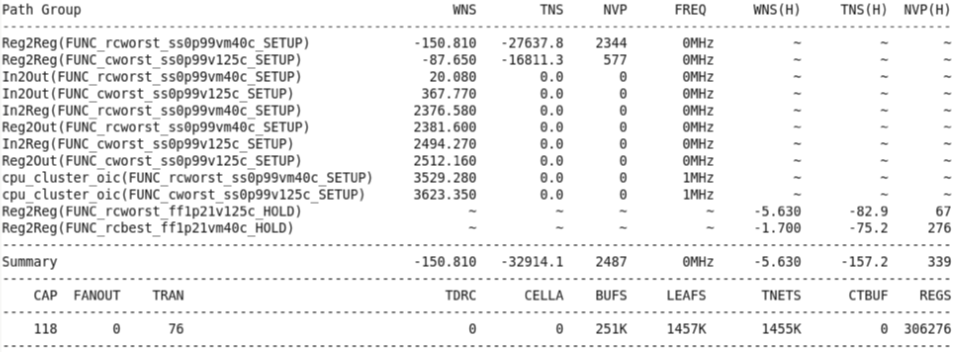 Path Group WNS TNS NVP FREQ WNS(H) TNS(H) NVP(H)
Reg2Reg(FUNC_rcworst_ss0p99vm40c_SETUP) -150.810 -27637.8 2344 0MHz ~ ~ ~
Reg2Reg(FUNC_cworst_ss0p99v125c_SETUP) -87.650 -16811.3 577 0MHz ~ ~ ~
In2Out(FUNC_rcworst_ss0p99vm40c_SETUP) 20.080 0.0 0 0MHz ~ ~ ~
In2Out(FUNC_cworst_ss0p99v125c_SETUP) 367.770 0.0 0 0MHz ~ ~ ~
In2Reg(FUNC_rcworst_ss0p99vm40c_SETUP) 2376.580 0.0 0 0MHz ~ ~ ~
Reg2Out(FUNC_rcworst_ss0p99vm40c_SETUP) 2381.600 0.0 0 0MHz ~ ~ ~
In2Reg(FUNC_cworst_ss0p99v125c_SETUP) 2494.270 0.0 0 0MHz ~ ~ ~
Reg2Out(FUNC_cworst_ss0p99v125c_SETUP) 2512.160 0.0 0 0MHz ~ ~ ~
cpu_cluster_oic(FUNC_rcworst_ss0p99vm40c_SETUP) 3529.280 0.0 0 1MHz ~ ~ ~
cpu_cluster_oic(FUNC_cworst_ss0p99v125c_SETUP) 3623.350 0.0 0 1MHz ~ ~ ~
Reg2Reg(FUNC_rcworst_ff1p21v125c_HOLD) ~ ~ ~ ~ -5.630 -82.9 67
Reg2Reg(FUNC_rcbest_ff1p21vm40c_HOLD) ~ ~ ~ ~ -1.700 -75.2 276
Summary -150.810 -32914.1 2487 0MHz -5.630 -157.2 339
CAP FANOUT TRAN TDRC CELLA BUFS LEAFS TNETS CTBUF REGS
118 0 76 0 0 251K 1457K 1455K 0 306276